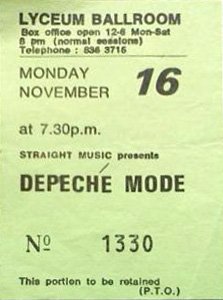 LYCEUM BALLROOM
Box office open 12-6 Mon-Sat
8 pm (normal sessions)
Telephone : 836 3715
MONDAY
NOVEMBER 16
at 7.30p.m.
STRAIGHT MUSIC presents
DEPECHÉ MODE
Nº 1330
This portion to be retained
(P.T.O.)